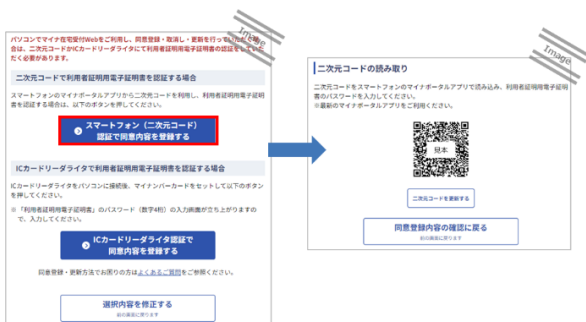 Image
パソコンでマイナ在宅受付Webをご利用し、同意登録・取消し・更新を行っていただく場
合は、二次元コードかICカードリーダライタにて利用者証明用電子証明書の認証をしていた
だく必要があります。
二次元コードで利用者証明用電子証明書を認証する場合
スマートフォンのマイナポータルアプリから二次元コードを利用し、利用者証明用電子証明
書を認証する場合は、以下のボタンを押してください。
スマートフォン（二次元コード）
認証で同意内容を登録する
ICカードリーダライタで利用者証明用電子証明書を認証する場合
ICカードリーダライタをパソコンに接続後、マイナンバーカードをセットして以下のボタン
を押してください。
※「利用者証明用電子証明書」のパスワード（数字4桁）の入力画面が立ち上がりますの
で、入力してください。
ICカードリーダライタ認証で
同意内容を登録する
同意登録・更新方法でお困りの方はよくあるご質問をご参照ください。
選択内容を修正する
前の画面に戻ります
Image
二次元コードの読み取り
二次元コードをスマートフォンのマイナポータルアプリで読み込み、利用者証明用電子証明
書のパスワードを入力してください。
※最新のマイナポータルアプリをご利用ください。
見本
二次元コードを更新する
同意登録内容の確認に戻る
前の画面に戻ります